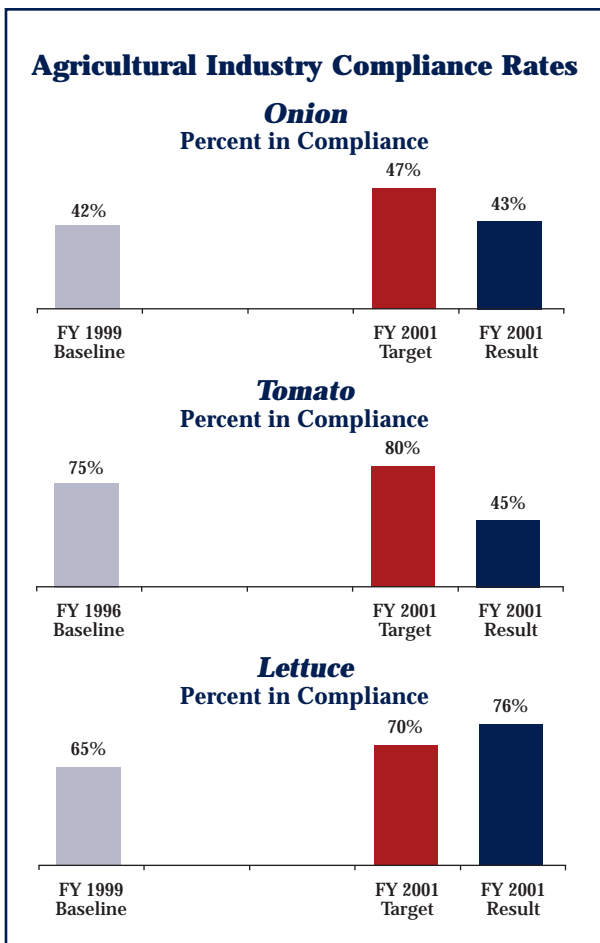 Agricultural Industry Compliance Rates
Onion
Percent in Compliance
42%
47%
43%
FY 1999
Baseline
FY 2001
Target
FY 2001
Result
Tomato
Percent in Compliance
75%
80%
45%
FY 1996
Baseline
FY 2001
Target
FY 2001
Result
Lettuce
Percent in Compliance
65%
70%
76%
FY 1999
Baseline
FY 2001
Target
FY 2001
Result